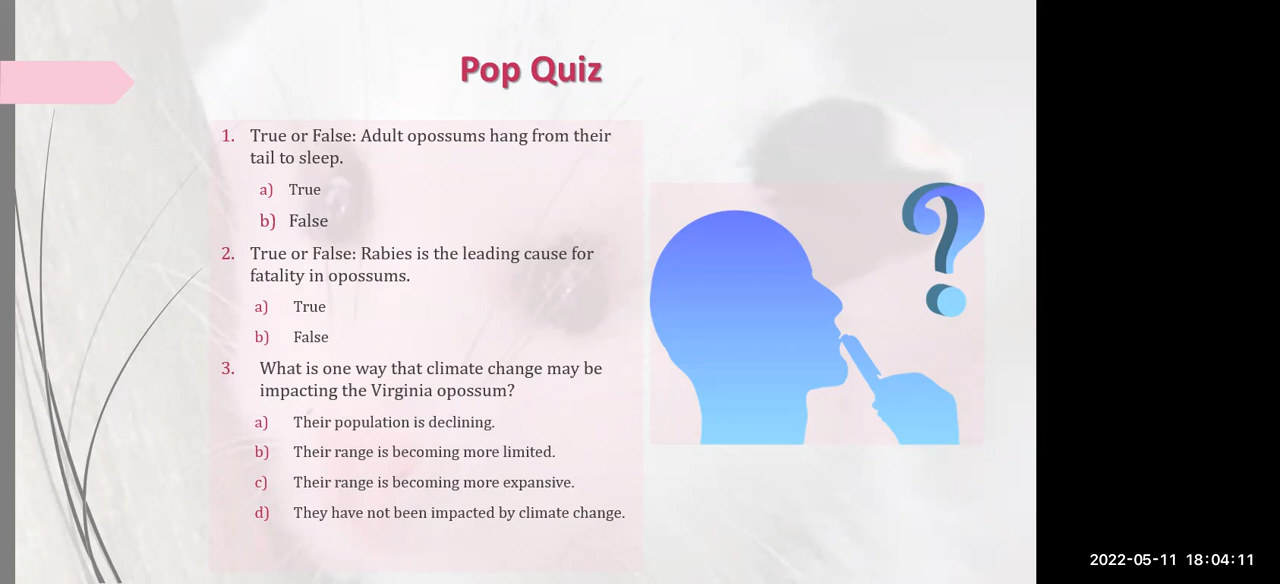 Pop Quiz
1. True or False: Adult opossums hang from their
tail to sleep.
a) True
b) False
2. True or False: Rabies is the leading cause for
fatality in opossums.
a) True
b) False
3. What is one way that climate change may be
impacting the Virginia opossum?
a) Their population is declining.
b) Their range is becoming more limited.
c) Their range is becoming more expansive.
d) They have not been impacted by climate change.
?
2022-05-11 18:04:11